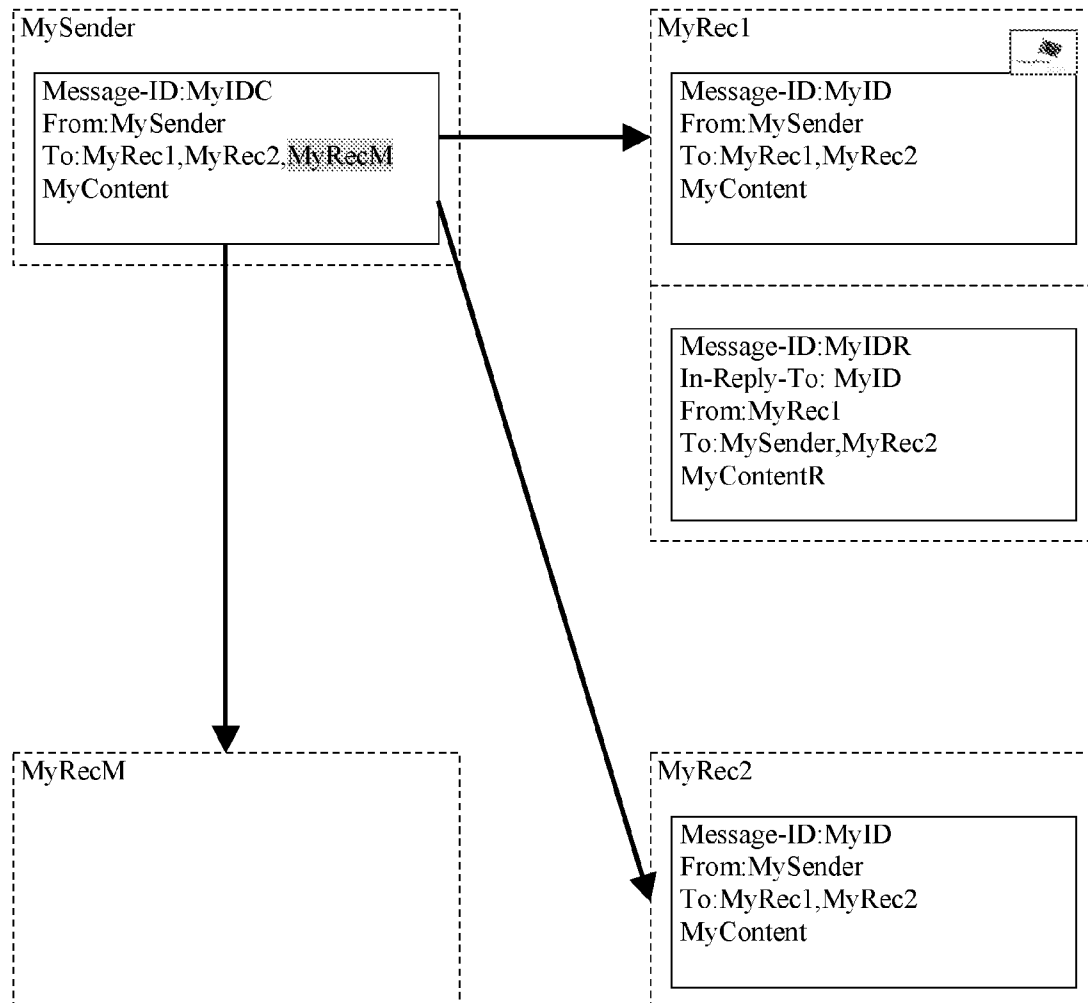 MySender
Message-ID:MyIDC
From:MySender
To:MyRec1,MyRec2,MyRecM
MyContent
MyRec1
Message-ID:MyID
From:MySender
To:MyRec1,MyRec2
MyContent
Message-ID:MyIDR
In-Reply-To: MyID
From:MyRec1
To:MySender,MyRec2
MyContentR
MyRecM
MyRec2
Message-ID:MyID
From:MySender
To:MyRec1,MyRec2
MyContent